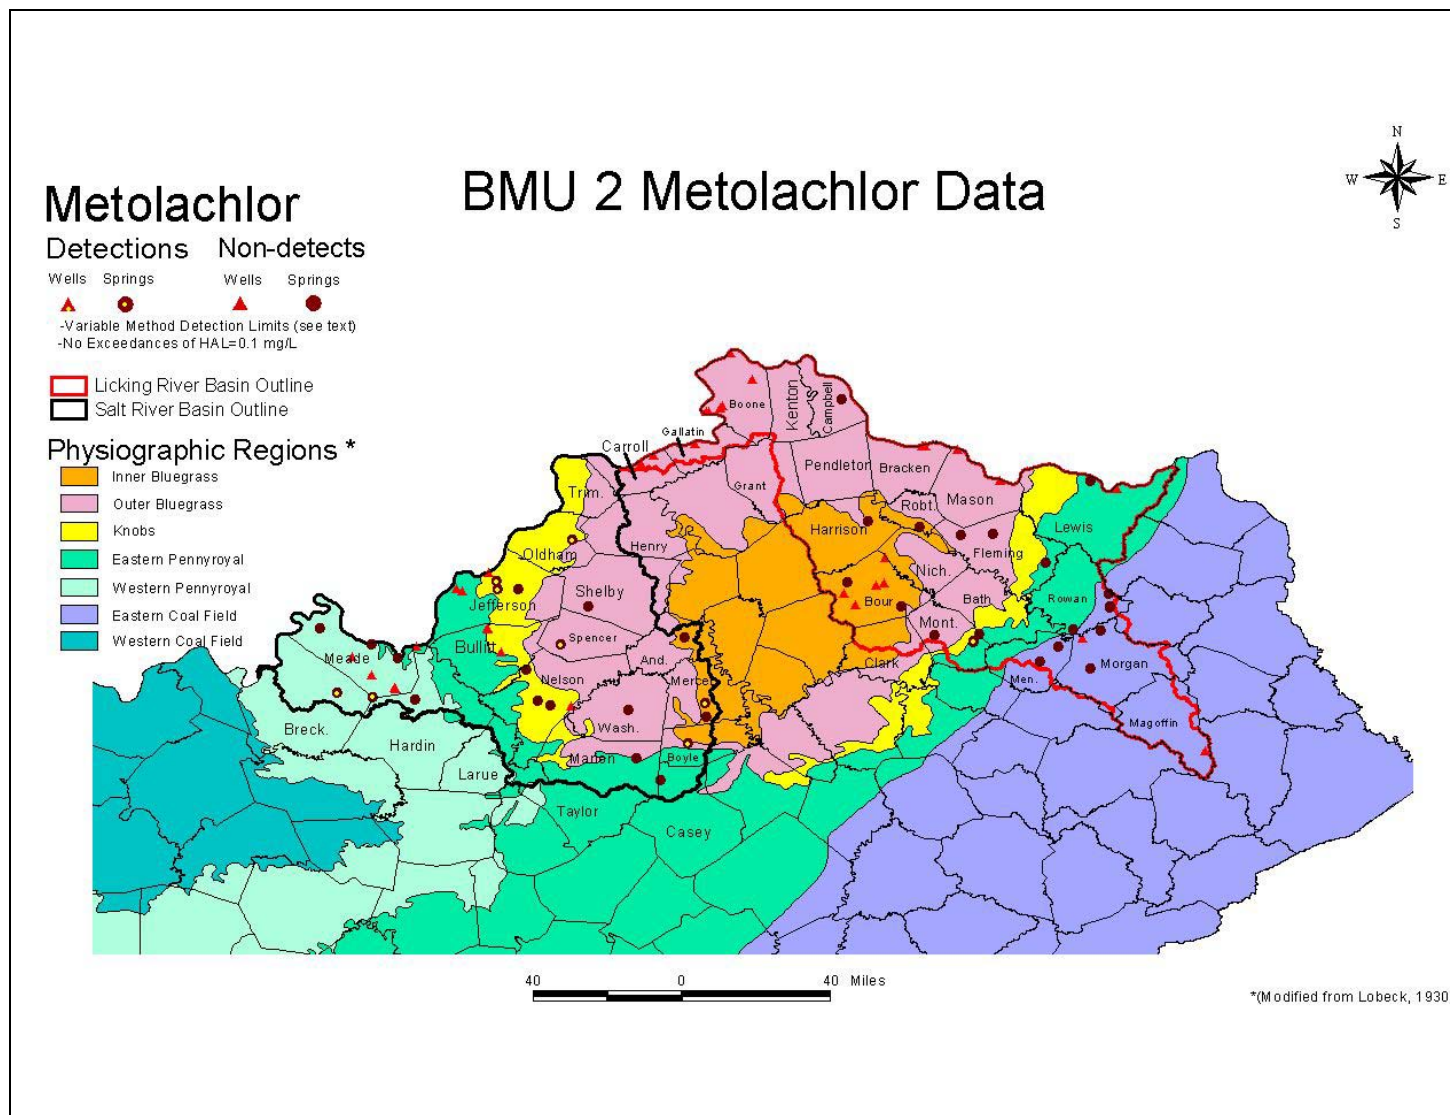 BMU 2 Metolachlor Data
N
W
E
S
Metolachlor
Detections Non-detects
Wells Springs Wells Springs
-Variable Method Detection Limits (see text)
-No Exceedances of HAL=0.1 mg/L
Licking River Basin Outline
Salt River Basin Outline
Physiographic Regions *
Inner Bluegrass
Outer Bluegrass
Knobs
Eastern Pennyroyal
Western Pennyroyal
Eastern Coal Field
Western Coal Field
Boone
Kenton
Campbell
Gallatin
Carroll
Grant
Pendleton
Bracken
Trim.
Robt.
Mason
Harrison
Lewis
Oldham
Henry
Fleming
Nich.
Shelby
Jefferson
Bour
Bath
Rowan
Mont.
Spencer
Bullitt
Meade
And.
Clark
Morgan
Nelson
Mercer
Men.
Magoffin
Breck.
Wash.
Hardin
Marion
Boyle
Larue
Taylor
Casey
40 0 40 Miles
*(Modified from Lobeck, 1930